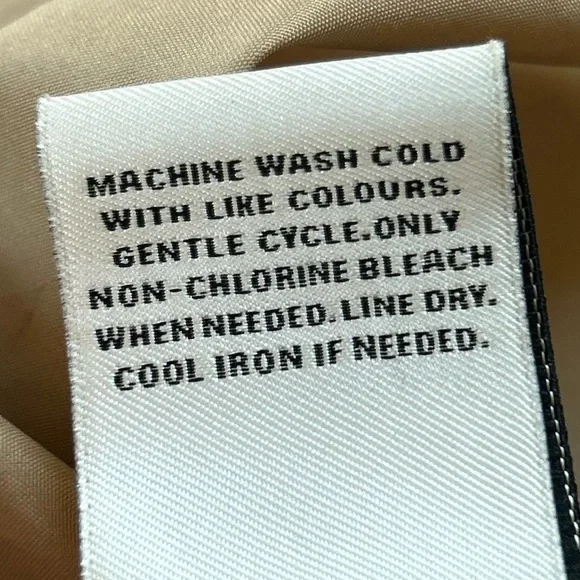 MACHINE WASH COLD
WITH LIKE COLOURS.
GENTLE CYCLE.ONLY
NON-CHLORINE BLEACH
WHEN NEEDED.LINE DRY.
COOL IRON IF NEEDED.